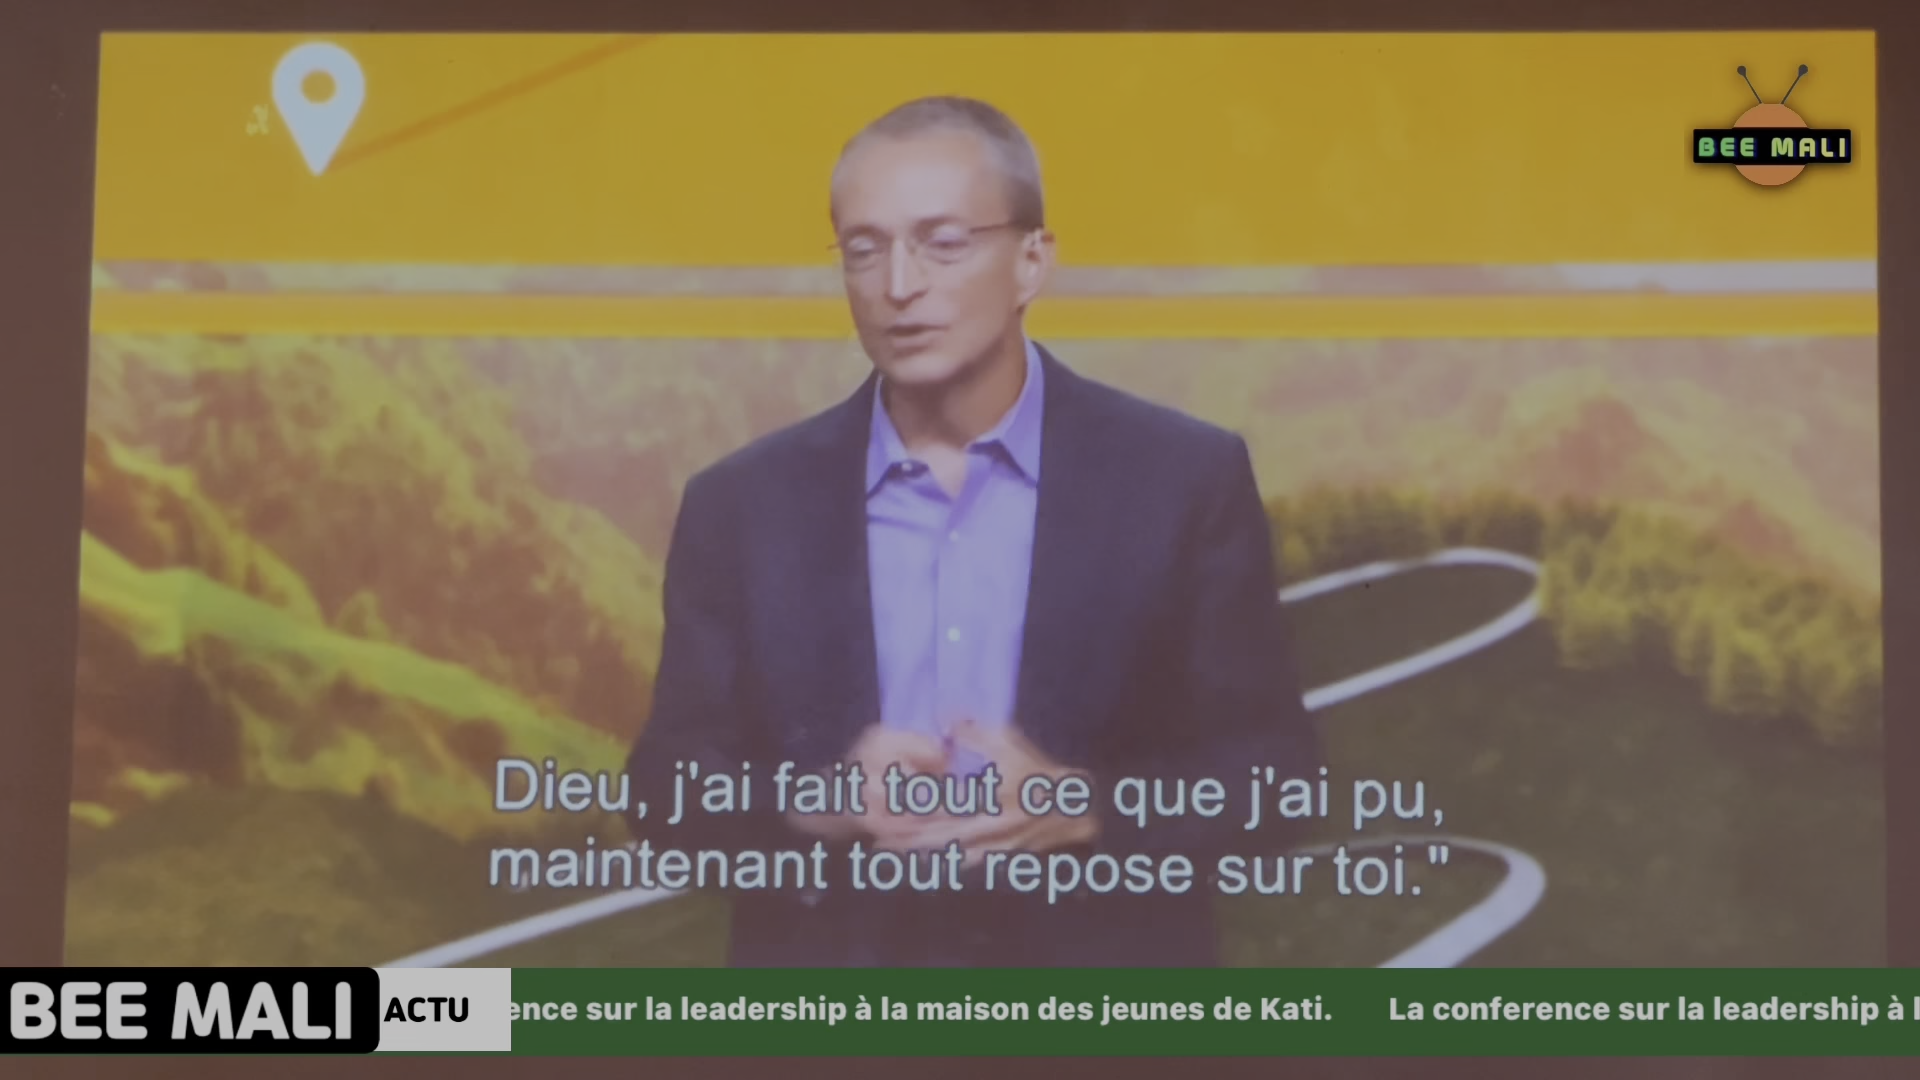 BEE MALI
Dieu, j'ai fait tout ce que j'ai pu,
maintenant tout repose sur toi."
BEE MALI
ACTU
ence sur la leadership à la maison des jeunes de Kati. La conference sur la leadership à l